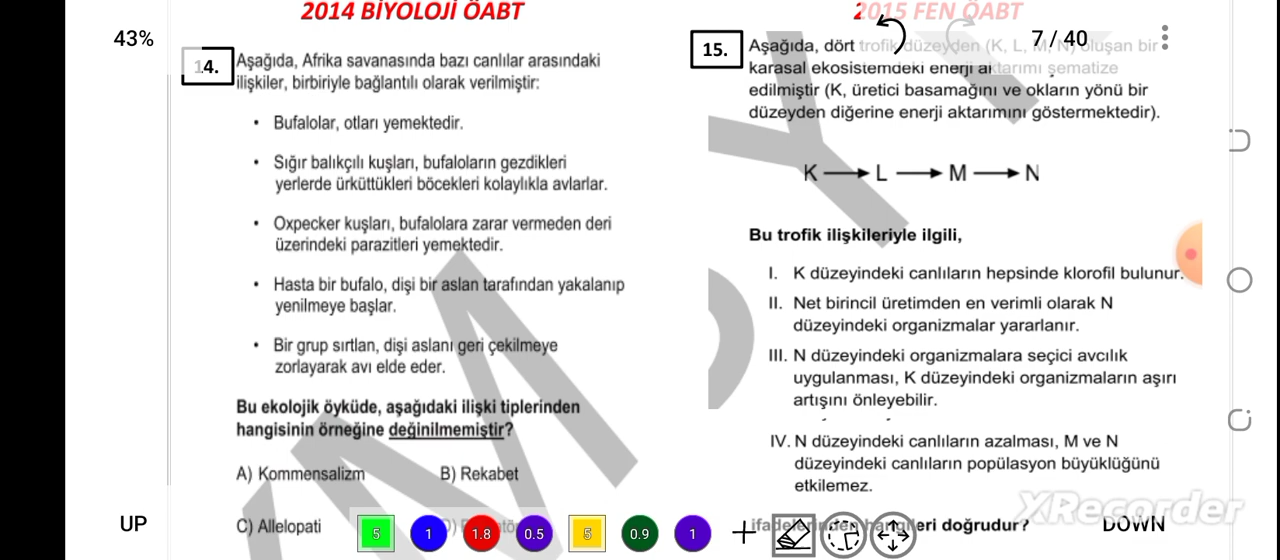 2014 BİYOLOJİ ÖABT
43%
14.
Aşağıda, Afrika savanasında bazı canlılar arasındaki
ilişkiler, birbiriyle bağlantılı olarak verilmiştir:
• Bufalolar, otları yemektedir.
• Sığır balıkçılı kuşları, bufaloların gezdikleri
yerlerde ürküttükleri böcekleri kolaylıkla avlarlar.
• Oxpecker kuşları, bufalolara zarar vermeden deri
üzerindeki parazitleri yemektedir.
• Hasta bir bufalo, dişi bir aslan tarafından yakalanıp
yenilmeye başlar.
• Bir grup sırtlan, dişi aslanı geri çekilmeye
zorlayarak avı elde eder.
Bu ekolojik öyküde, aşağıdaki ilişki tiplerinden
hangisinin örneğine değinilmemiştir?
A) Kommensalizm B) Rekabet
C) Allelopati
2015 FEN ÖABT
7 / 40
15.
Aşağıda, dört trofik düzeyden (K, L, M, N) oluşan bir
karasal ekosistemdeki enerji aktarımı şematize
edilmiştir (K, üretici basamağını ve okların yönü bir
düzeyden diğerine enerji aktarımını göstermektedir).
K → L → M → N
Bu trofik ilişkileriyle ilgili,
I. K düzeyindeki canlıların hepsinde klorofil bulunur.
II. Net birincil üretimden en verimli olarak N
düzeyindeki organizmalar yararlanır.
III. N düzeyindeki organizmalara seçici avcılık
uygulanması, K düzeyindeki organizmaların aşırı
artışını önleyebilir.
IV. N düzeyindeki canlıların azalması, M ve N
düzeyindeki canlıların popülasyon büyüklüğünü
etkilemez.
ifadelerinden hangileri doğrudur?
UP
5 1 1.8 0.5 5 0.9 1
DOWN
XRecorder